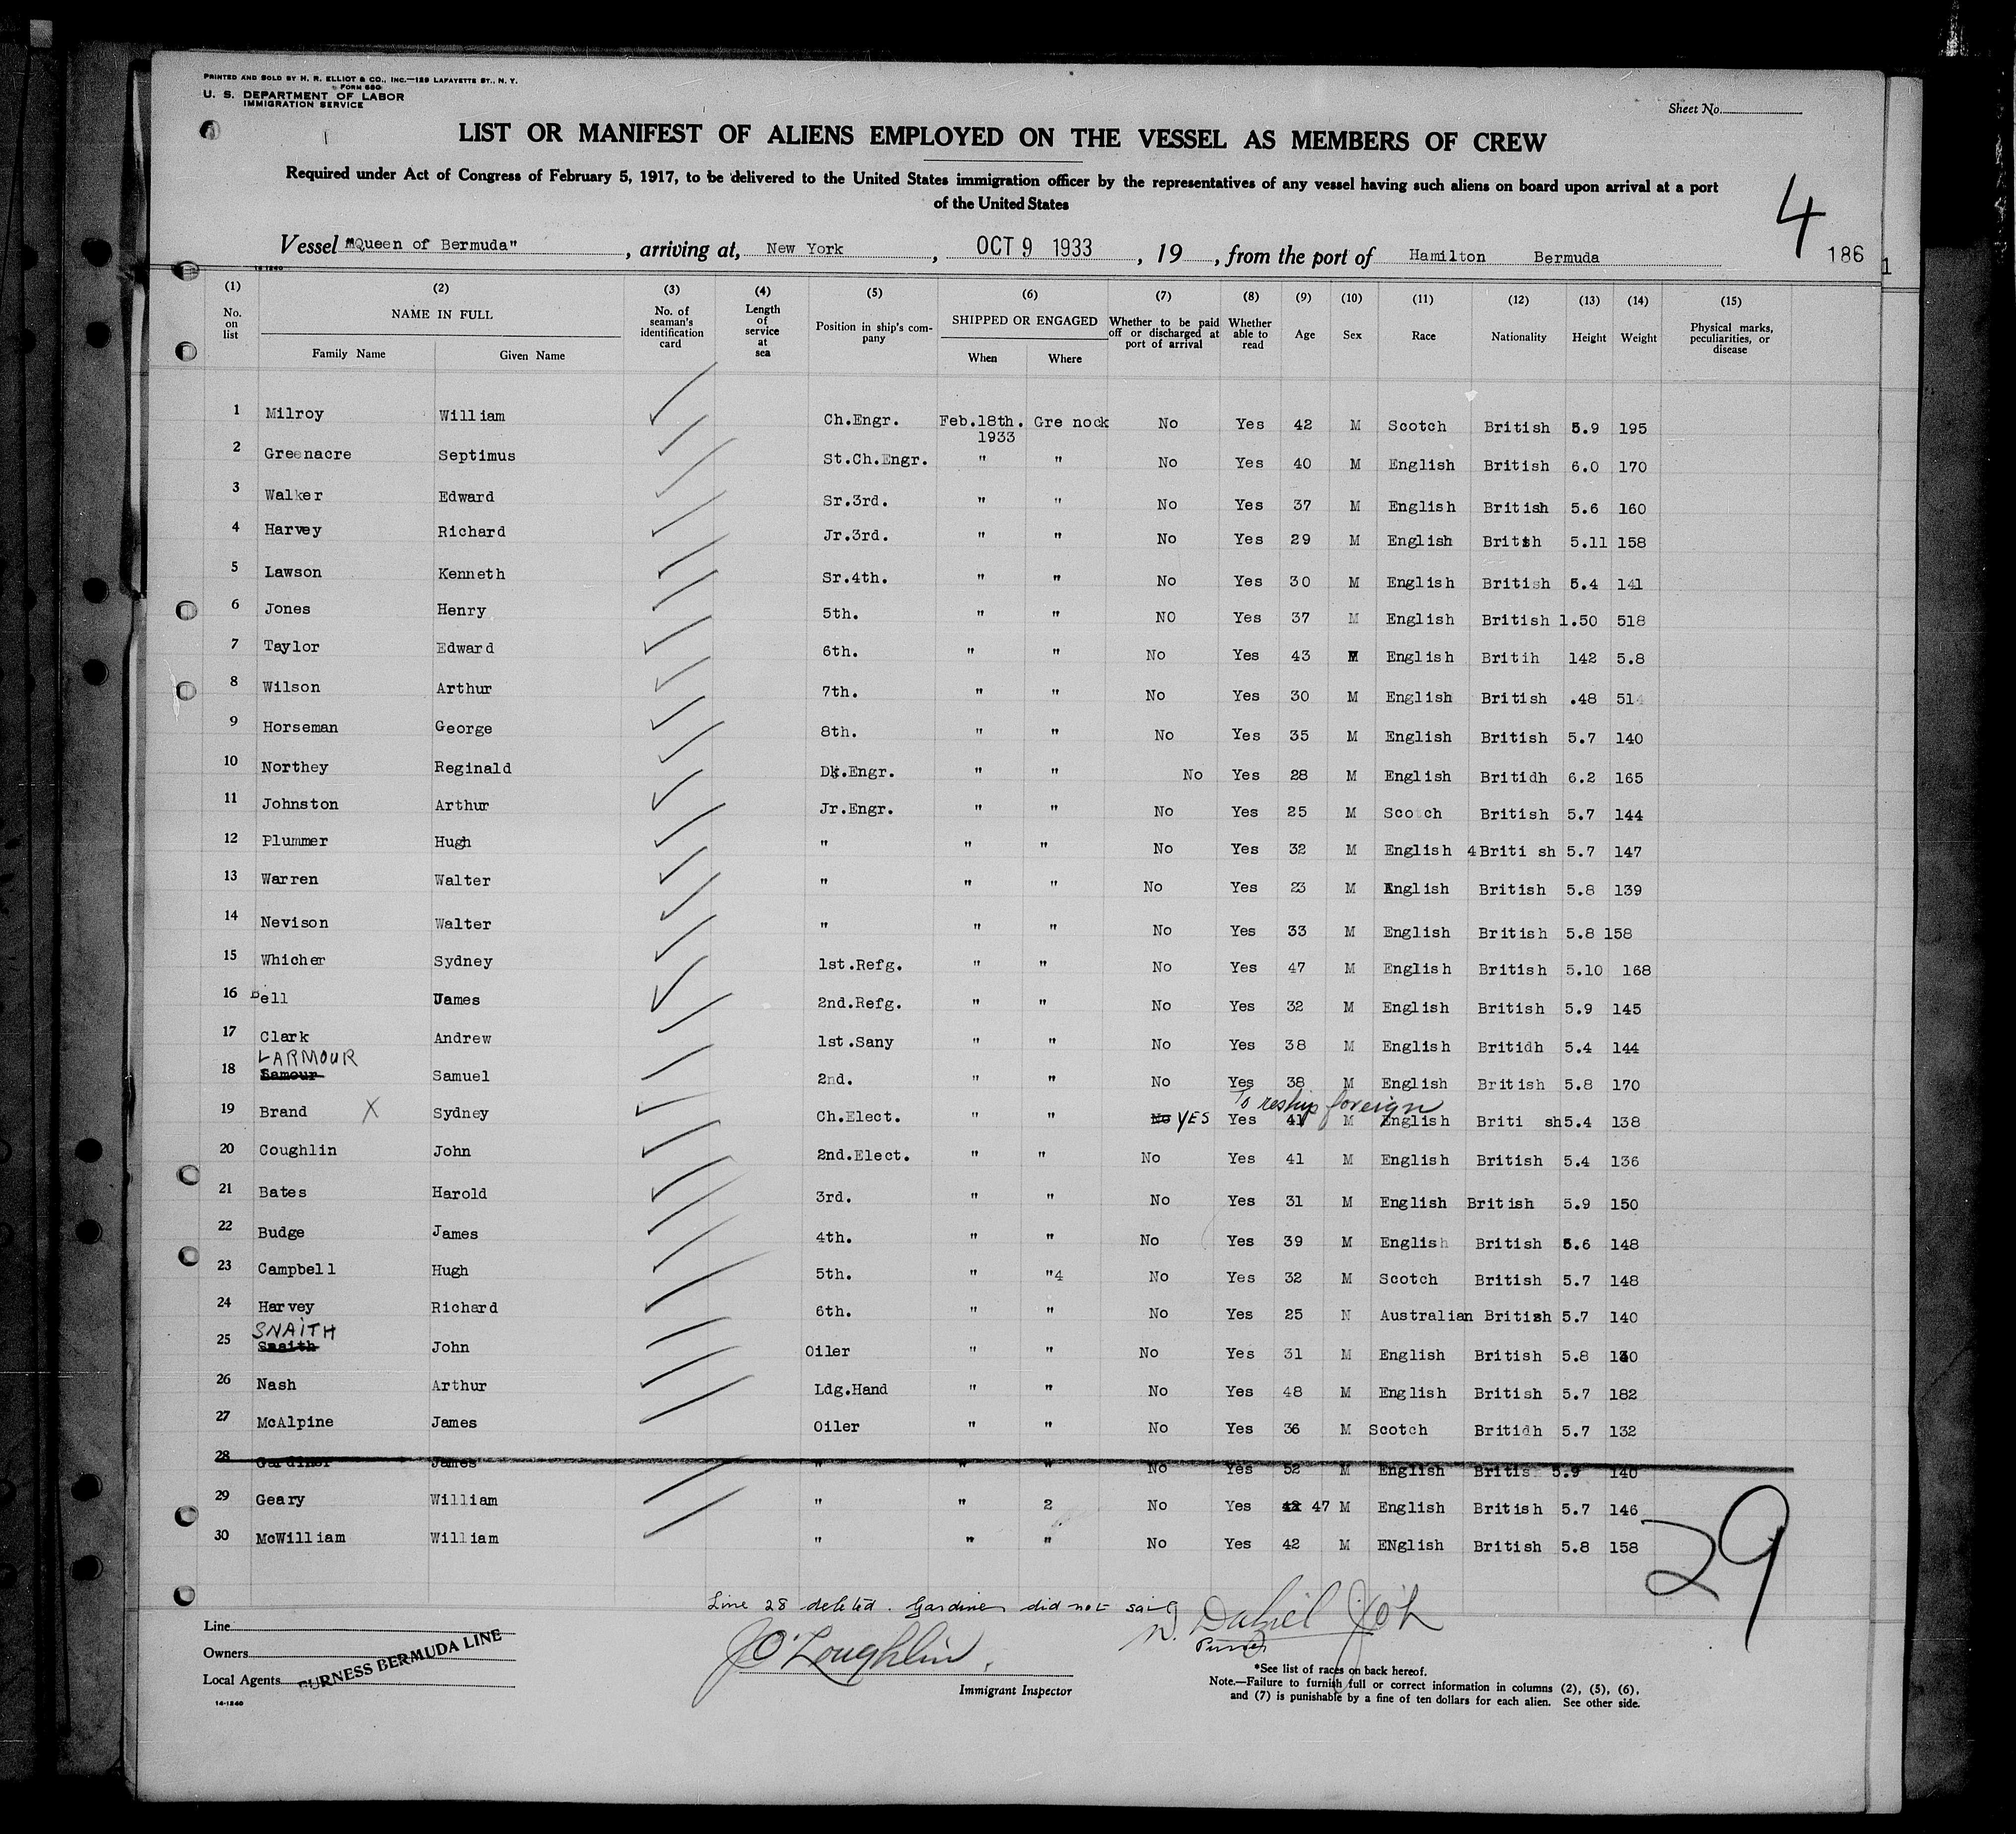 PRINTED AND SOLD BY H. R. ELLIOT & CO., INC.—129 LAFAYETTE ST., N. Y.
FORM 680
U. S. DEPARTMENT OF LABOR
IMMIGRATION SERVICE
Sheet No.
LIST OR MANIFEST OF ALIENS EMPLOYED ON THE VESSEL AS MEMBERS OF CREW
Required under Act of Congress of February 5, 1917, to be delivered to the United States immigration officer by the representatives of any vessel having such aliens on board upon arrival at a port
of the United States
4
Vessel "Queen of Bermuda" , arriving at, New York , OCT 9 1933 , 19 , from the port of Hamilton Bermuda 186
14-1240
1
(1) (2) (3) (4) (5) (6) (7) (8) (9) (10) (11) (12) (13) (14) (15)
No. on list NAME IN FULL Family Name Given Name No. of seaman's identification card Length of service at sea Position in ship's company SHIPPED OR ENGAGED When Where Whether to be paid off or discharged at port of arrival Whether able to read Age Sex Race Nationality Height Weight Physical marks, peculiarities, or disease
1 Milroy William Ch.Engr. Feb.18th. Gre nock No Yes 42 M Scotch British 5.9 195
1933
2 Greenacre Septimus St.Ch.Engr. " " No Yes 40 M English British 6.0 170
3 Walker Edward Sr.3rd. " " No Yes 37 M English British 5.6 160
4 Harvey Richard Jr.3rd. " " No Yes 29 M English Britsh 5.11 158
5 Lawson Kenneth Sr.4th. " " No Yes 30 M English British 5.4 141
6 Jones Henry 5th. " " NO Yes 37 M English British 1.50 518
7 Taylor Edward 6th. " " No Yes 43 M English Britih 142 5.8
8 Wilson Arthur 7th. " " No Yes 30 M English British .48 514
9 Horseman George 8th. " " No Yes 35 M English British 5.7 140
10 Northey Reginald Dk.Engr. " " No Yes 28 M English Britidh 6.2 165
11 Johnston Arthur Jr.Engr. " " No Yes 25 M Sco ch British 5.7 144
12 Plummer Hugh " " " No Yes 32 M English 4Briti sh 5.7 147
13 Warren Walter " " " No Yes 23 M English British 5.8 139
14 Nevison Walter " " " No Yes 33 M English British 5.8 158
15 Whicher Sydney 1st.Refg. " " No Yes 47 M English British 5.10 168
16 Bell James 2nd.Refg. " " No Yes 32 M English British 5.9 145
17 Clark Andrew 1st.Sany " " No Yes 38 M English Britidh 5.4 144
LARMOUR
18 Samour Samuel 2nd. " " No Yes 38 M English British 5.8 170
To reship foreign
19 Brand X Sydney Ch.Elect. " " No YES Yes 41 M English Briti sh5.4 138
20 Coughlin John 2nd.Elect. " " No Yes 41 M English British 5.4 136
21 Bates Harold 3rd. " " No Yes 31 M English British 5.9 150
22 Budge James 4th. " " No Yes 39 M English British 5.6 148
23 Campbell Hugh 5th. " "4 No Yes 32 M Scotch British 5.7 148
24 Harvey Richard 6th. " " No Yes 25 N Australian British 5.7 140
SNAITH
25 Snaith John Oiler " " No Yes 31 M English British 5.8 130
26 Nash Arthur Ldg.Hand " " No Yes 48 M English British 5.7 182
27 McAlpine James Oiler " " No Yes 36 M Scotch Britidh 5.7 132
28 Gardiner James " " " No Yes 52 M English Britis 5.9 140
29 Geary William " " 2 No Yes 42 47 M English British 5.7 146
30 McWilliam William " " " No Yes 42 M ENglish British 5.8 158
29
Line 28 deleted. Gardiner did not sail
J O'Loughlin.
Purser
Immigrant Inspector
Line
Owners
Local Agents FURNESS BERMUDA LINE
14-1240
*See list of races on back hereof.
Note.—Failure to furnish full or correct information in columns (2), (5), (6),
and (7) is punishable by a fine of ten dollars for each alien. See other side.